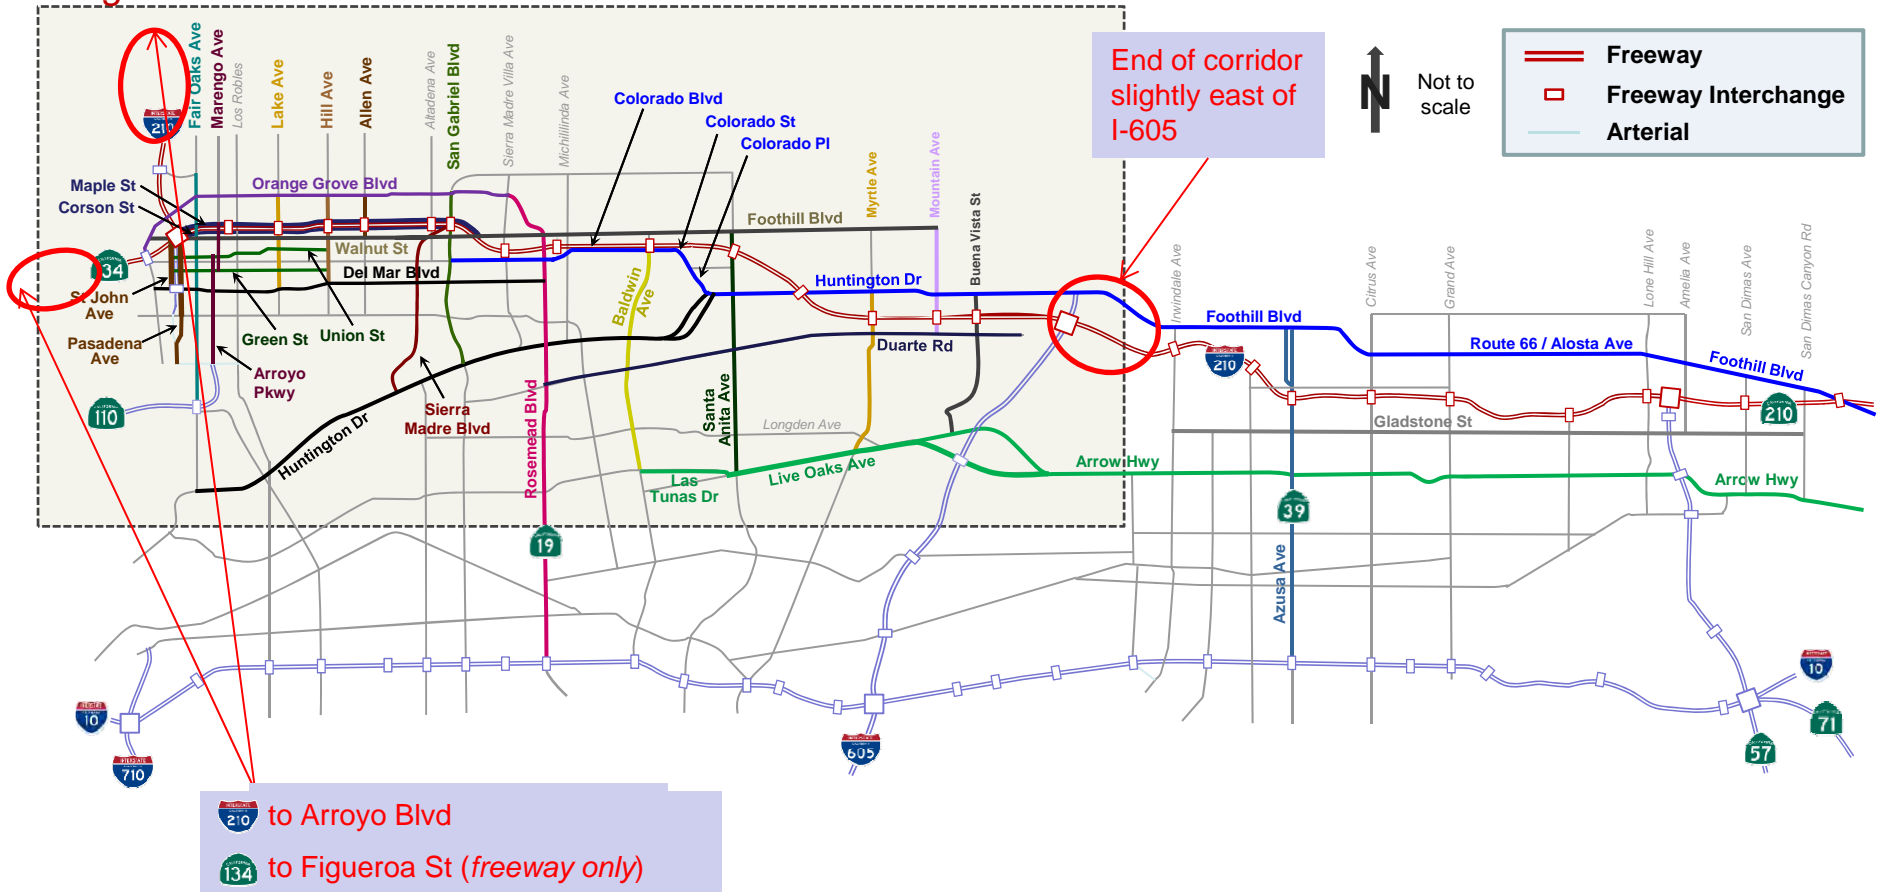 Fair Oaks Ave
Marengo Ave
Los Robles
Lake Ave
Hill Ave
Allen Ave
Altadena Ave
San Gabriel Blvd
Sierra Madre Villa Ave
Michillinda Ave
Colorado Blvd
Colorado St
Colorado Pl
End of corridor
slightly east of
I-605
N
Not to
scale
Freeway
Freeway Interchange
Arterial
210
Maple St
Corson St
Orange Grove Blvd
Foothill Blvd
Myrtle Ave
Mountain Ave
Buena Vista St
134
Walnut St
Del Mar Blvd
Huntington Dr
St John
Ave
Pasadena
Ave
Green St
Union St
Arroyo
Pkwy
Baldwin
Ave
Duarte Rd
Irwindale Ave
Citrus Ave
Grand Ave
Lone Hill Ave
Amelia Ave
San Dimas Ave
San Dimas Canyon Rd
Foothill Blvd
Route 66 / Alosta Ave
Foothill Blvd
210
210
110
Huntington Dr
Sierra
Madre Blvd
Rosemead Blvd
Santa
Anita Ave
Longden Ave
Gladstone St
Las
Tunas Dr
Live Oaks Ave
Arrow Hwy
Arrow Hwy
19
39
Azusa Ave
10
710
605
10
71
57
210 to Arroyo Blvd
134 to Figueroa St (freeway only)